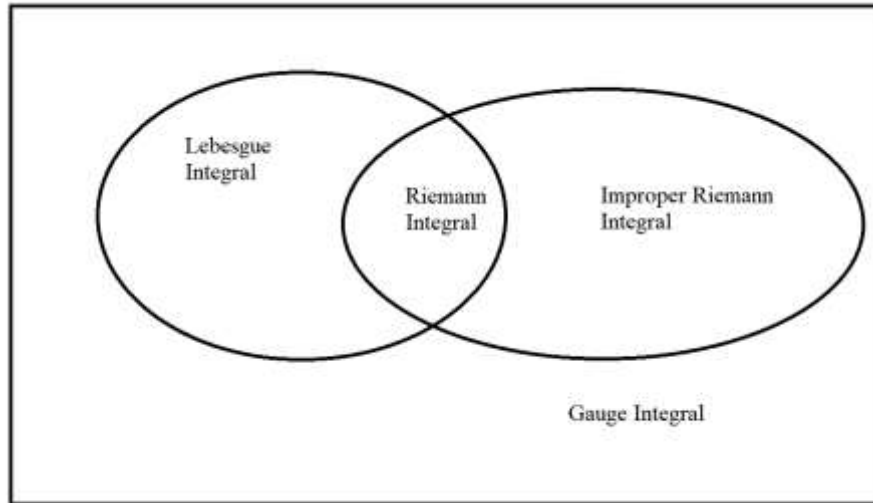 Lebesgue
Integral
Riemann
Integral
Improper Riemann
Integral
Gauge Integral